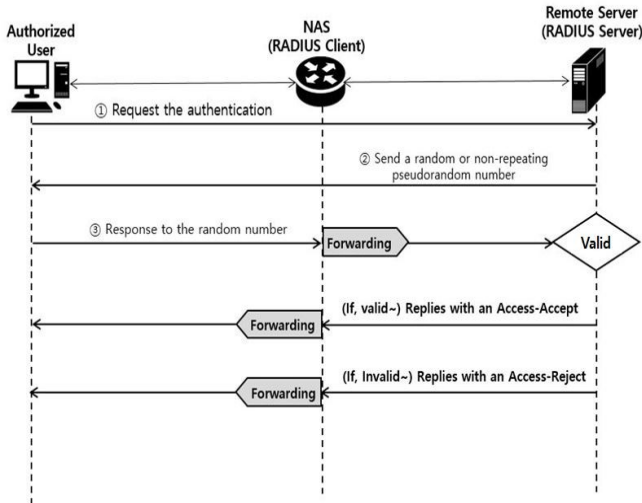 Authorized
User
NAS
(RADIUS Client)
Remote Server
(RADIUS Server)
① Request the authentication
② Send a random or non-repeating
pseudorandom number
③ Response to the random number
Forwarding
Valid
Forwarding
(If, valid~) Replies with an Access-Accept
Forwarding
(If, Invalid~) Replies with an Access-Reject